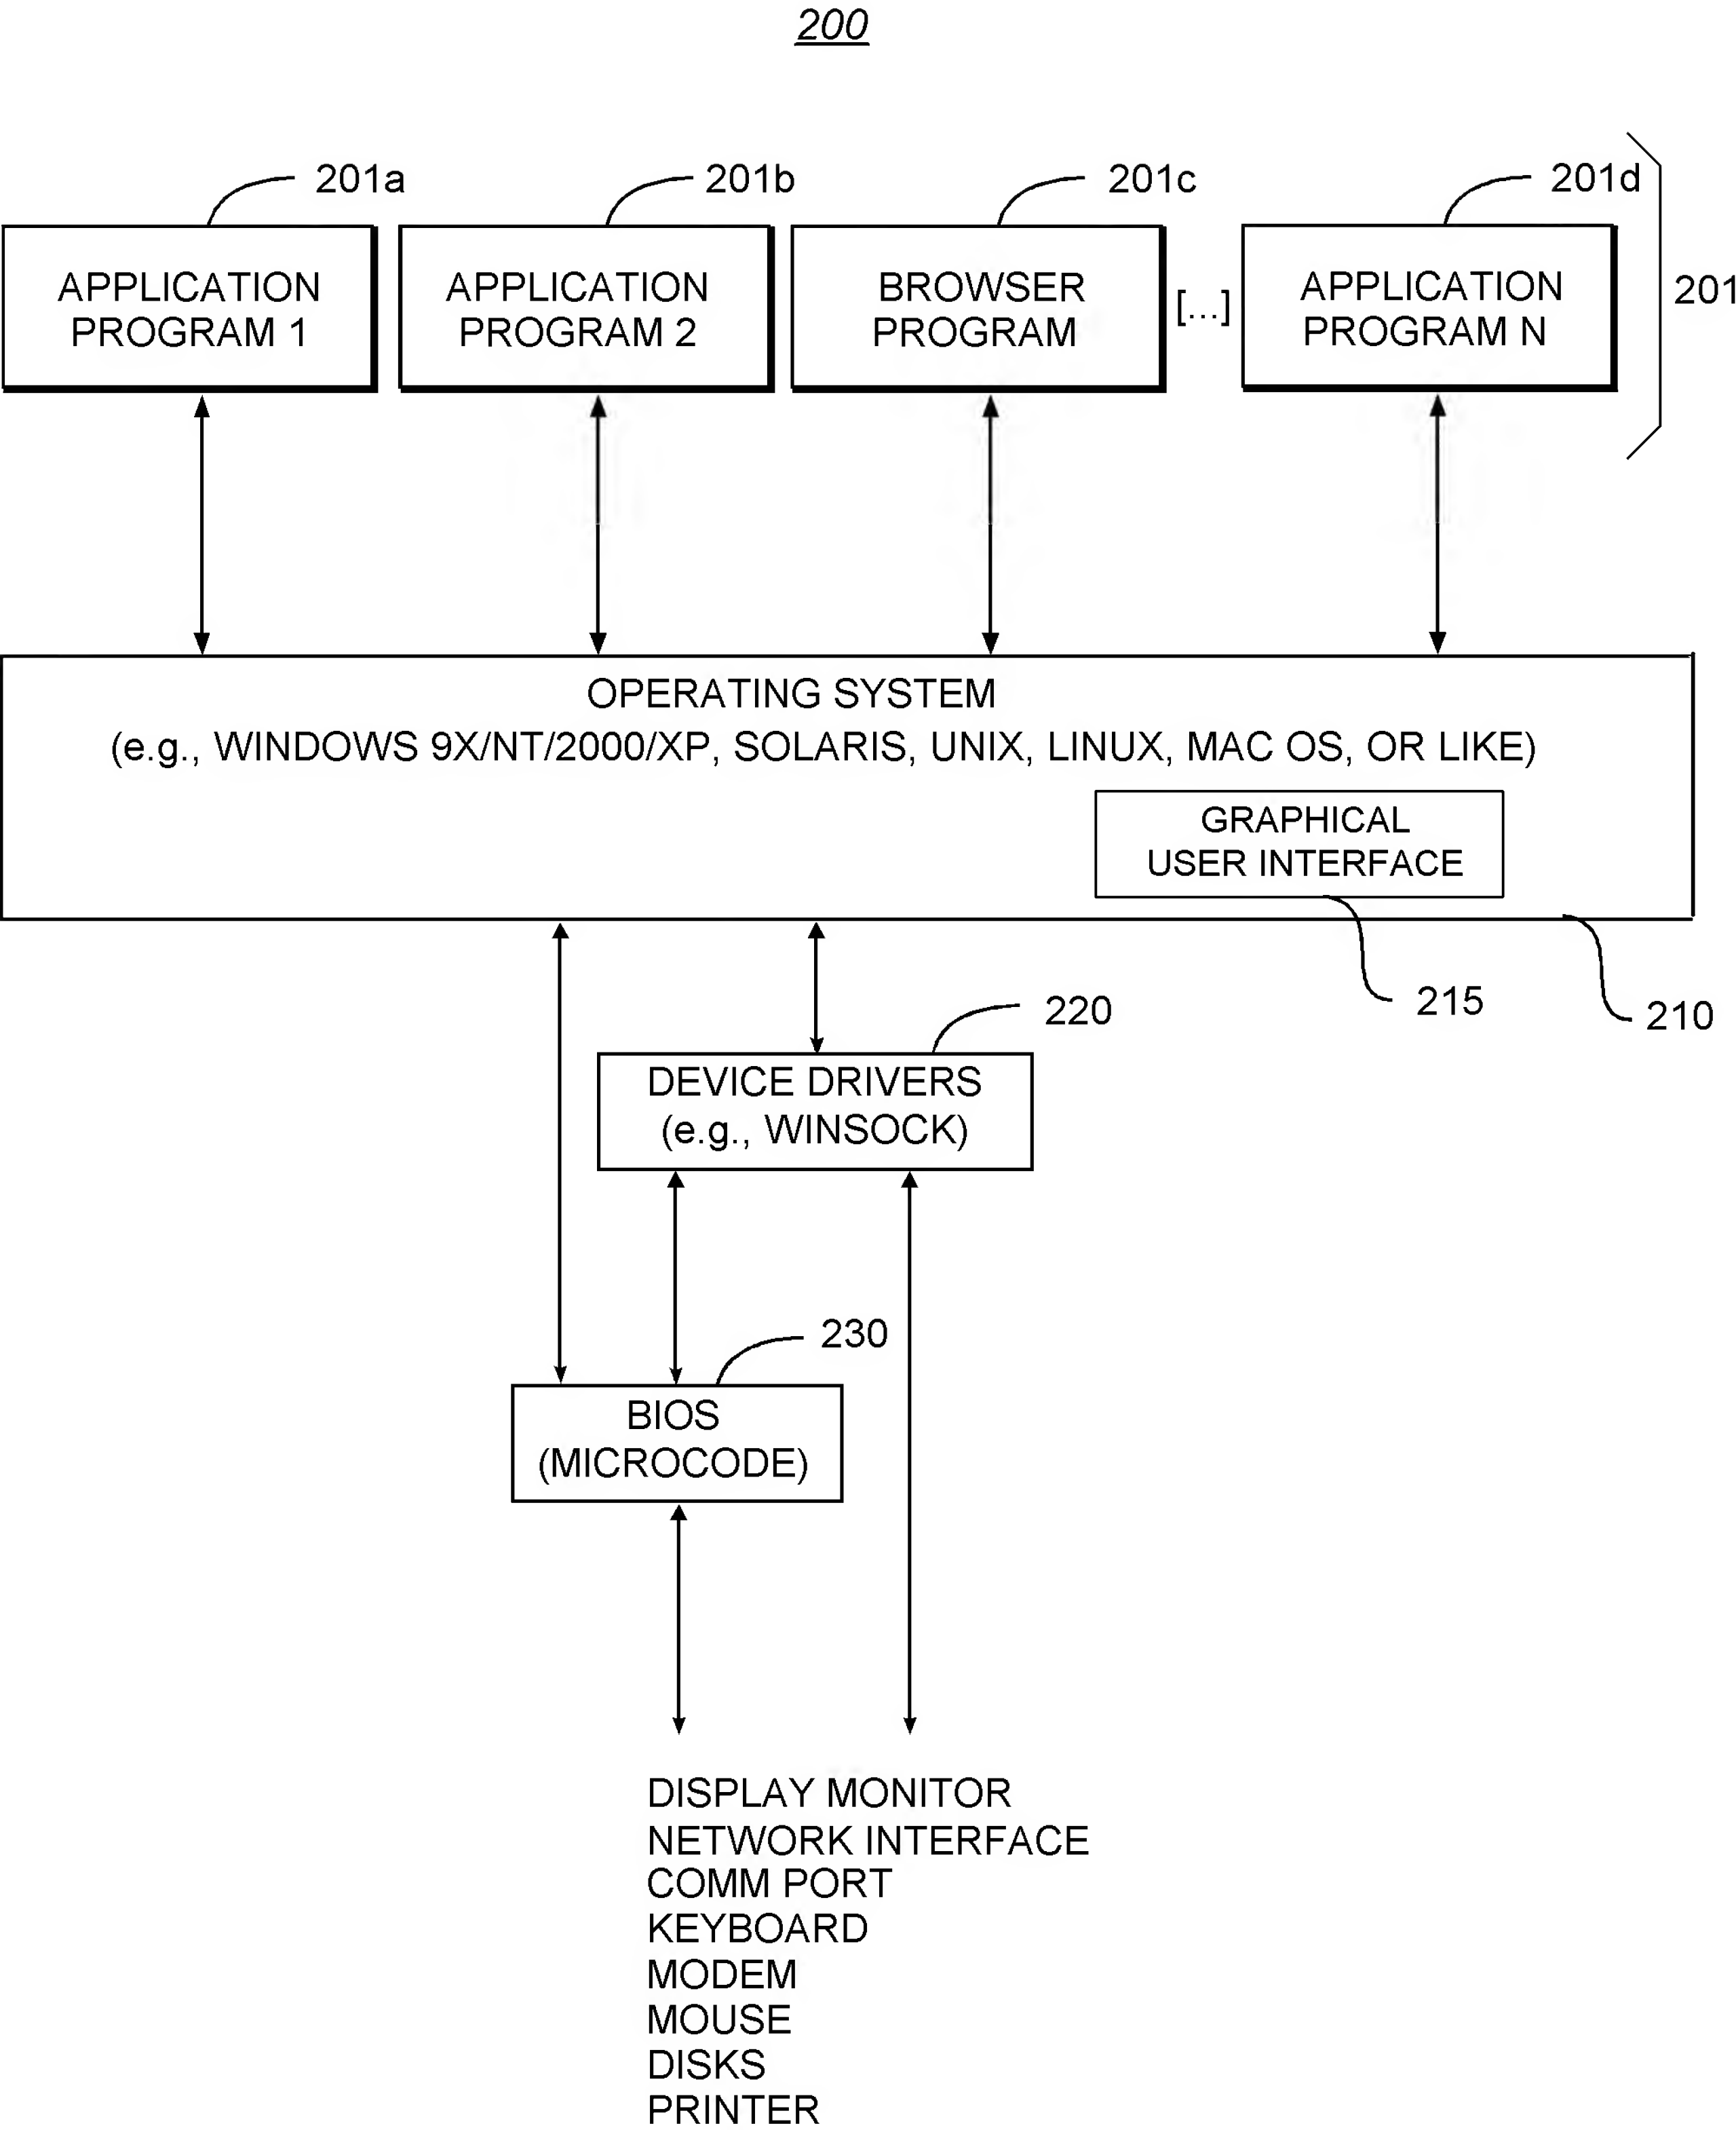 200
201a
201b
201c
201d
APPLICATION
PROGRAM 1
APPLICATION
PROGRAM 2
BROWSER
PROGRAM
[...]
APPLICATION
PROGRAM N
201
OPERATING SYSTEM
(e.g., WINDOWS 9X/NT/2000/XP, SOLARIS, UNIX, LINUX, MAC OS, OR LIKE)
GRAPHICAL
USER INTERFACE
215
210
220
DEVICE DRIVERS
(e.g., WINSOCK)
230
BIOS
(MICROCODE)
DISPLAY MONITOR
NETWORK INTERFACE
COMM PORT
KEYBOARD
MODEM
MOUSE
DISKS
PRINTER